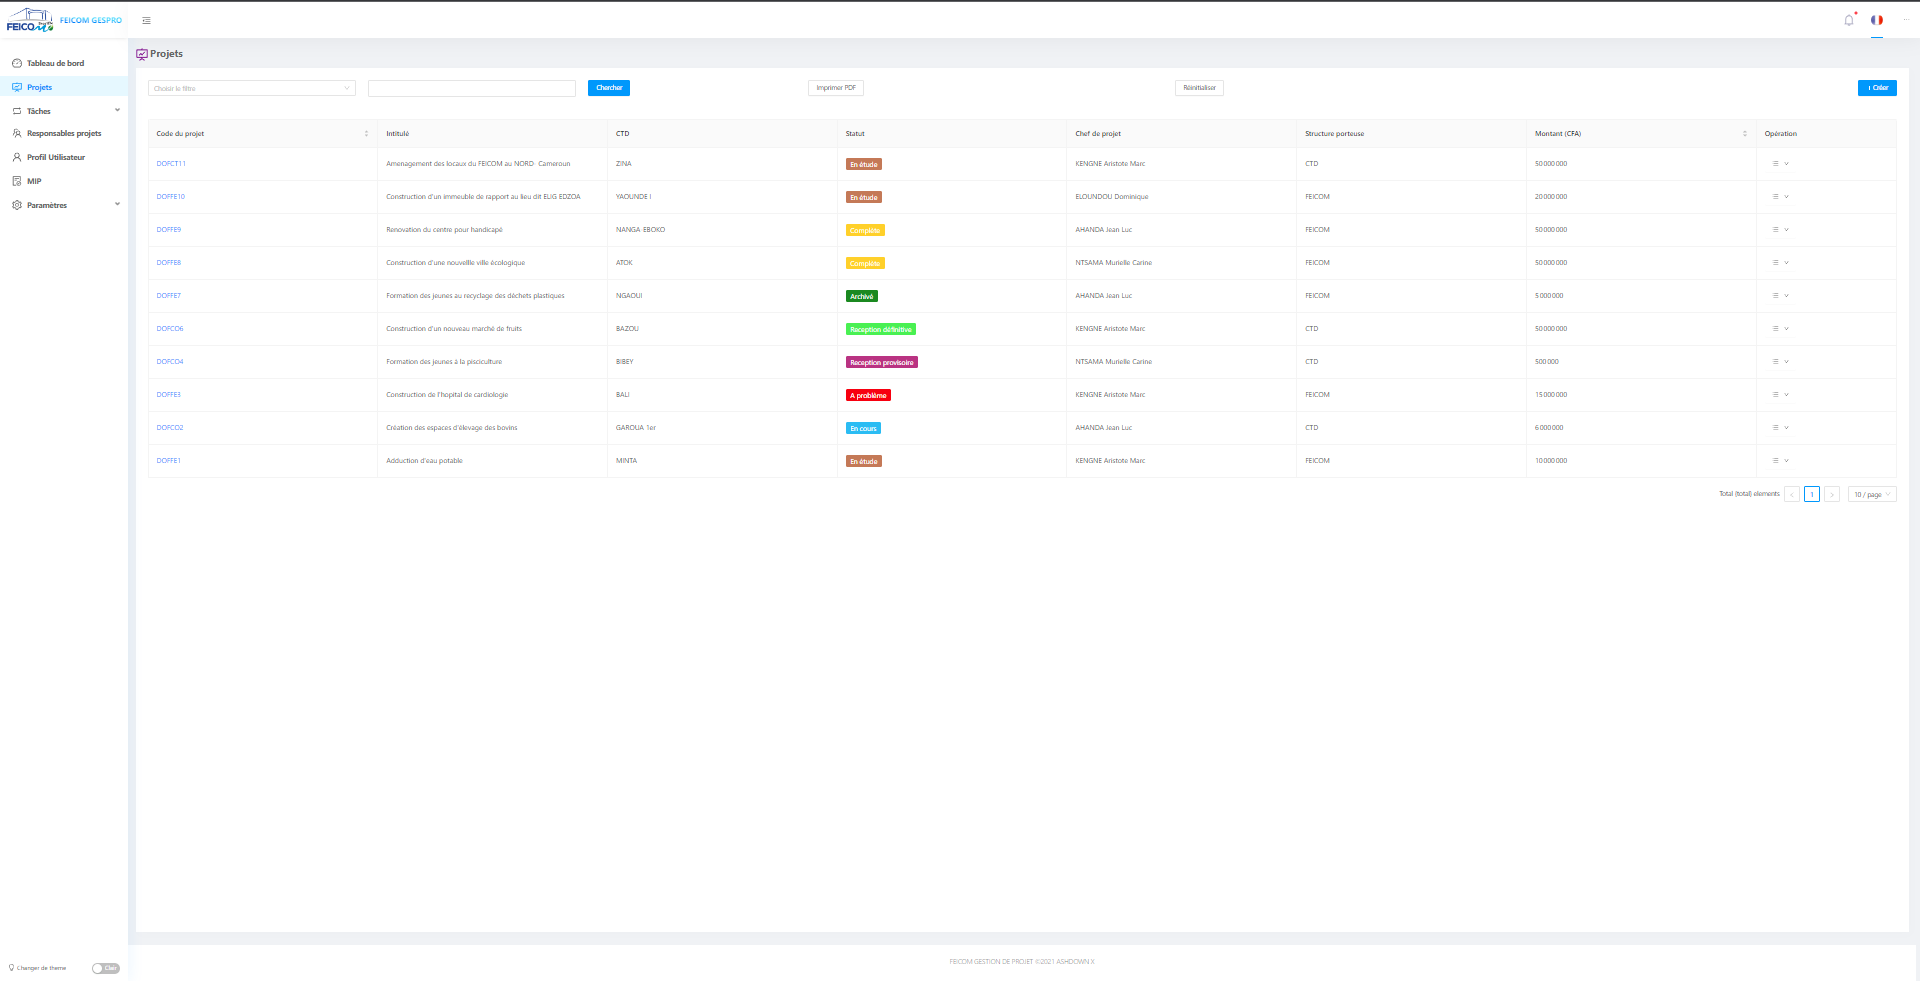 FEICOM
FEICOM GESPRO
Tableau de bord
Projets
Tâches
Responsables projets
Profil Utilisateur
MIP
Paramètres
Changer de theme
Clair
Projets
Choisir le filtre
Chercher
Imprimer PDF
Réinitialiser
Créer
Code du projet Intitulé CTD Statut Chef de projet Structure porteuse Montant (CFA) Opération
DOFCT11 Amenagement des locaux du FEICOM au NORD- Cameroun ZINA En étude KENGNE Aristote Marc CTD 50 000 000
DOFFE10 Construction d'un immeuble de rapport au lieu dit ELIG EDZOA YAOUNDE I En étude ELOUNDOU Dominique FEICOM 20 000 000
DOFFE9 Renovation du centre pour handicapé NANGA-EBOKO Complète AHANDA Jean Luc FEICOM 50 000 000
DOFFE8 Construction d'une nouvellle ville écologique ATOK Complète NTSAMA Murielle Carine FEICOM 50 000 000
DOFFE7 Formation des jeunes au recyclage des déchets plastiques NGAOUI Archivé AHANDA Jean Luc FEICOM 5 000 000
DOFCO6 Construction d'un nouveau marché de fruits BAZOU Reception définitive KENGNE Aristote Marc CTD 50 000 000
DOFCO4 Formation des jeunes à la pisciculture BIBEY Reception provisoire NTSAMA Murielle Carine CTD 500 000
DOFFE3 Construction de l'hopital de cardiologie BALI A problème KENGNE Aristote Marc FEICOM 15 000 000
DOFCO2 Création des espaces d'élevage des bovins GAROUA 1er En cours AHANDA Jean Luc CTD 6 000 000
DOFFE1 Adduction d'eau potable MINTA En étude KENGNE Aristote Marc FEICOM 10 000 000
Total {total} elements 1 10 / page
FEICOM GESTION DE PROJET ©2021 ASHDOWN X